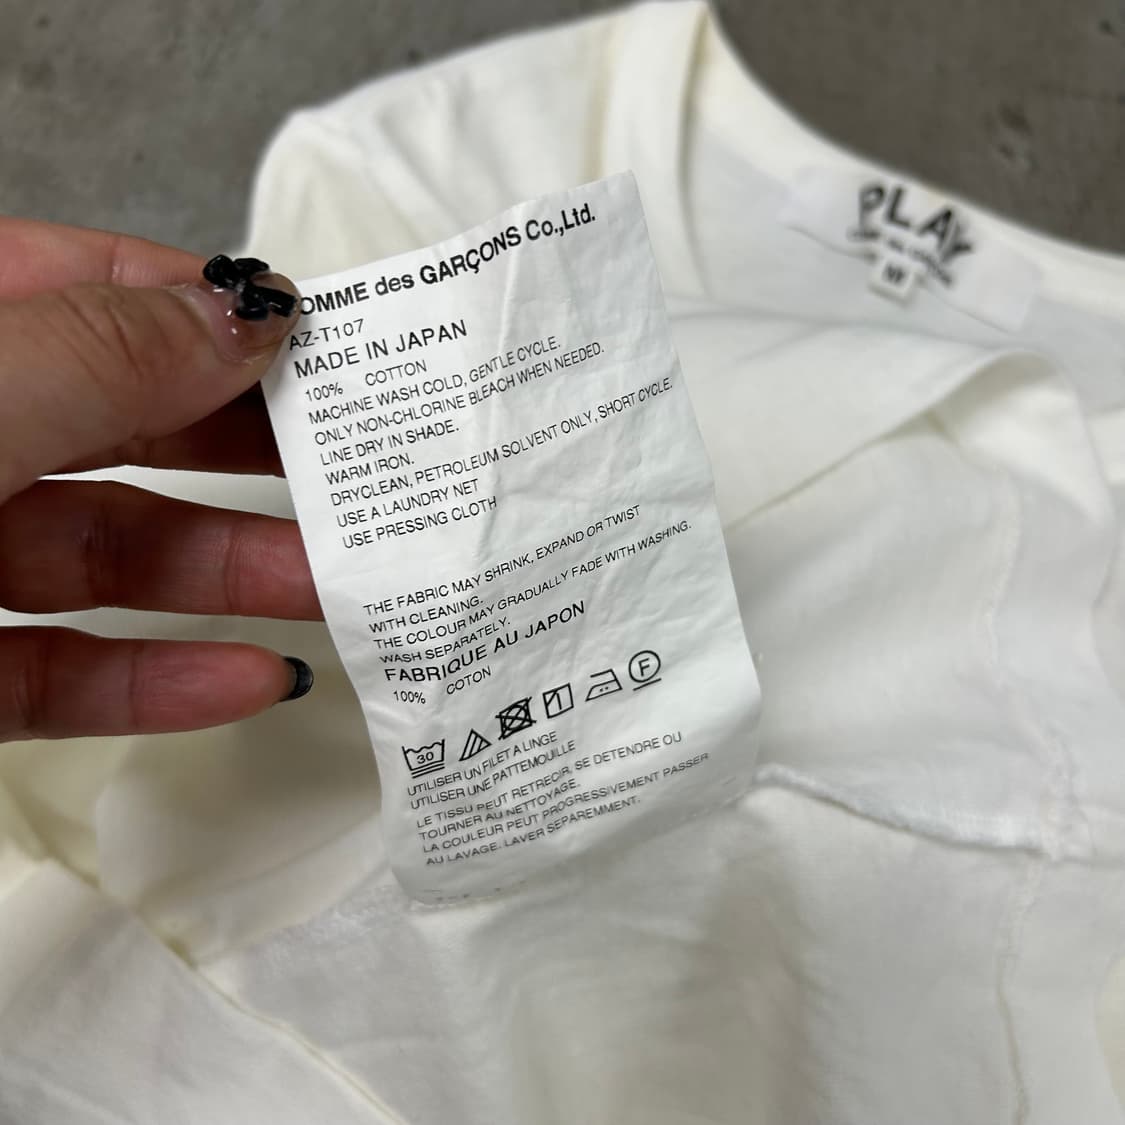 OMME des GARÇONS Co.,Ltd.
AZ-T107
MADE IN JAPAN
100% COTTON
MACHINE WASH COLD, GENTLE CYCLE.
ONLY NON-CHLORINE BLEACH WHEN NEEDED.
LINE DRY IN SHADE.
WARM IRON.
DRYCLEAN, PETROLEUM SOLVENT ONLY, SHORT CYCLE.
USE A LAUNDRY NET
USE PRESSING CLOTH
THE FABRIC MAY SHRINK, EXPAND OR TWIST
WITH CLEANING.
THE COLOUR MAY GRADUALLY FADE WITH WASHING.
WASH SEPARATELY.
FABRIQUE AU JAPON
100% COTON
30 F
UTILISER UN FILET A LINGE
UTILISER UNE PATTEMOUILLE
LE TISSU PEUT RETRECIR, SE DETENDRE OU
TOURNER AU NETTOYAGE.
LA COULEUR PEUT PROGRESSIVEMENT PASSER
AU LAVAGE. LAVER SEPAREMMENT.
PLAY